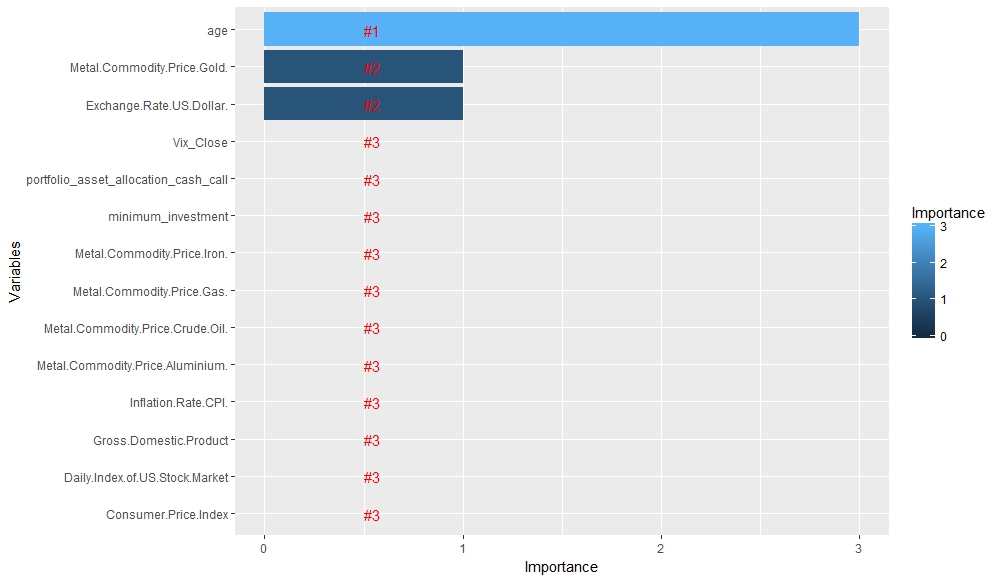 age #1
Metal.Commodity.Price.Gold. #2
Exchange.Rate.US.Dollar. #2
Vix_Close #3
portfolio_asset_allocation_cash_call #3
minimum_investment #3
Metal.Commodity.Price.Iron. #3
Metal.Commodity.Price.Gas. #3
Metal.Commodity.Price.Crude.Oil. #3
Metal.Commodity.Price.Aluminium. #3
Inflation.Rate.CPI. #3
Gross.Domestic.Product #3
Daily.Index.of.US.Stock.Market #3
Consumer.Price.Index #3
0 1 2 3
Importance
Variables
Importance
3
2
1
0